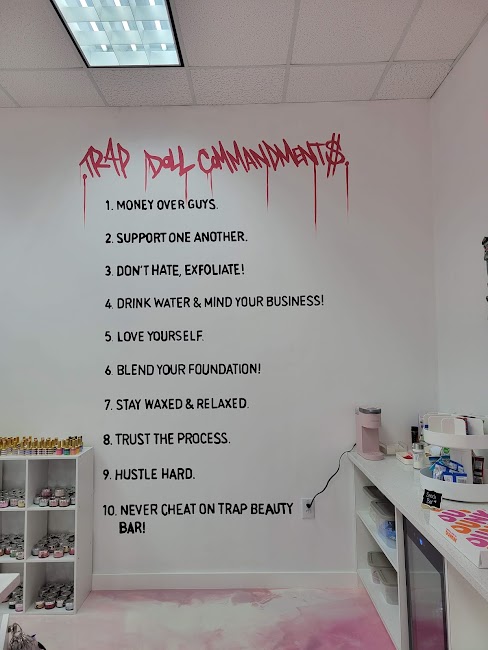 TRAP DOLL COMMANDMENT$.
1. MONEY OVER GUYS.
2. SUPPORT ONE ANOTHER.
3. DON'T HATE, EXFOLIATE!
4. DRINK WATER & MIND YOUR BUSINESS!
5. LOVE YOURSELF.
6. BLEND YOUR FOUNDATION!
7. STAY WAXED & RELAXED.
8. TRUST THE PROCESS.
9. HUSTLE HARD.
10. NEVER CHEAT ON TRAP BEAUTY
BAR!